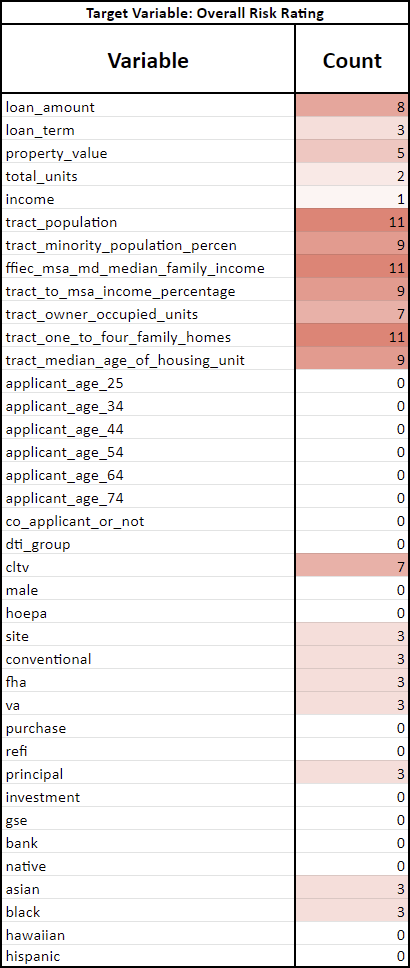 Target Variable: Overall Risk Rating
Variable Count
loan_amount 8
loan_term 3
property_value 5
total_units 2
income 1
tract_population 11
tract_minority_population_percen 9
ffiec_msa_md_median_family_income 11
tract_to_msa_income_percentage 9
tract_owner_occupied_units 7
tract_one_to_four_family_homes 11
tract_median_age_of_housing_unit 9
applicant_age_25 0
applicant_age_34 0
applicant_age_44 0
applicant_age_54 0
applicant_age_64 0
applicant_age_74 0
co_applicant_or_not 0
dti_group 0
cltv 7
male 0
hoepa 0
site 3
conventional 3
fha 3
va 3
purchase 0
refi 0
principal 3
investment 0
gse 0
bank 0
native 0
asian 3
black 3
hawaiian 0
hispanic 0